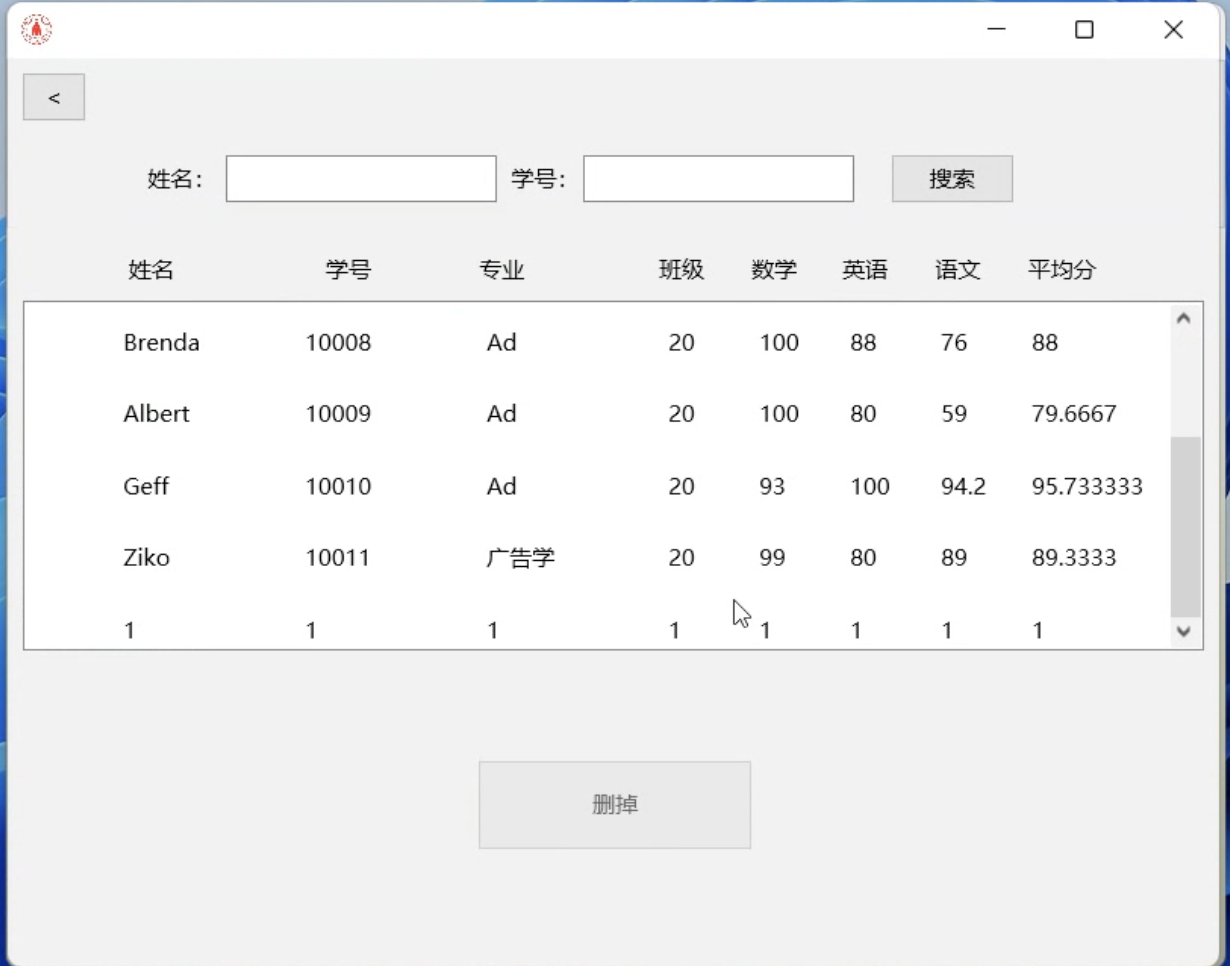 <
姓名： 学号： 搜索
姓名 学号 专业 班级 数学 英语 语文 平均分
Brenda 10008 Ad 20 100 88 76 88
Albert 10009 Ad 20 100 80 59 79.6667
Geff 10010 Ad 20 93 100 94.2 95.733333
Ziko 10011 广告学 20 99 80 89 89.3333
1 1 1 1 1 1 1 1
删掉